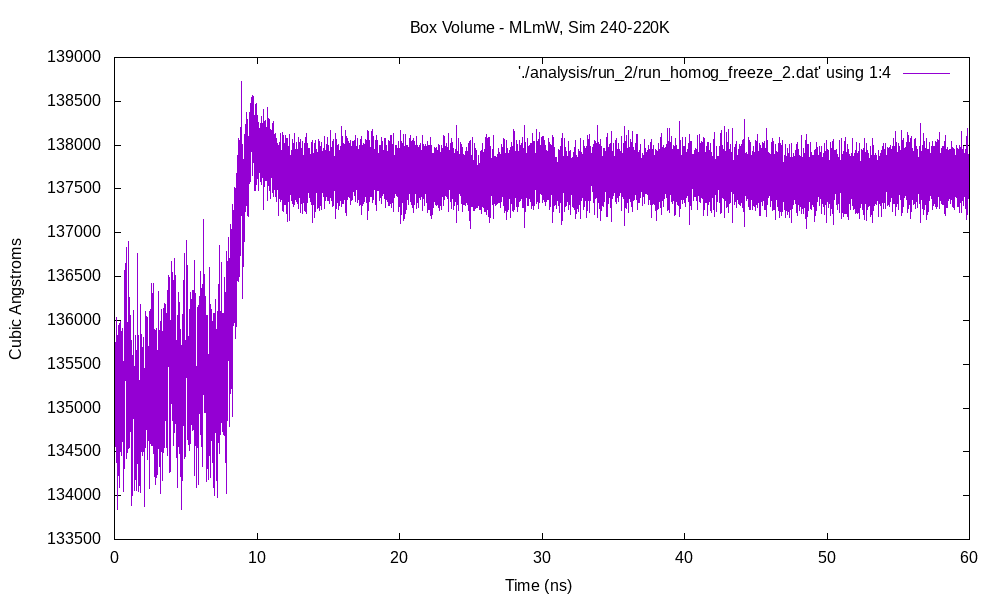 Box Volume - MLmW, Sim 240-220K
'./analysis/run_2/run_homog_freeze_2.dat' using 1:4
139000
138500
138000
137500
137000
136500
136000
135500
135000
134500
134000
133500
Cubic Angstroms
0 10 20 30 40 50 60
Time (ns)